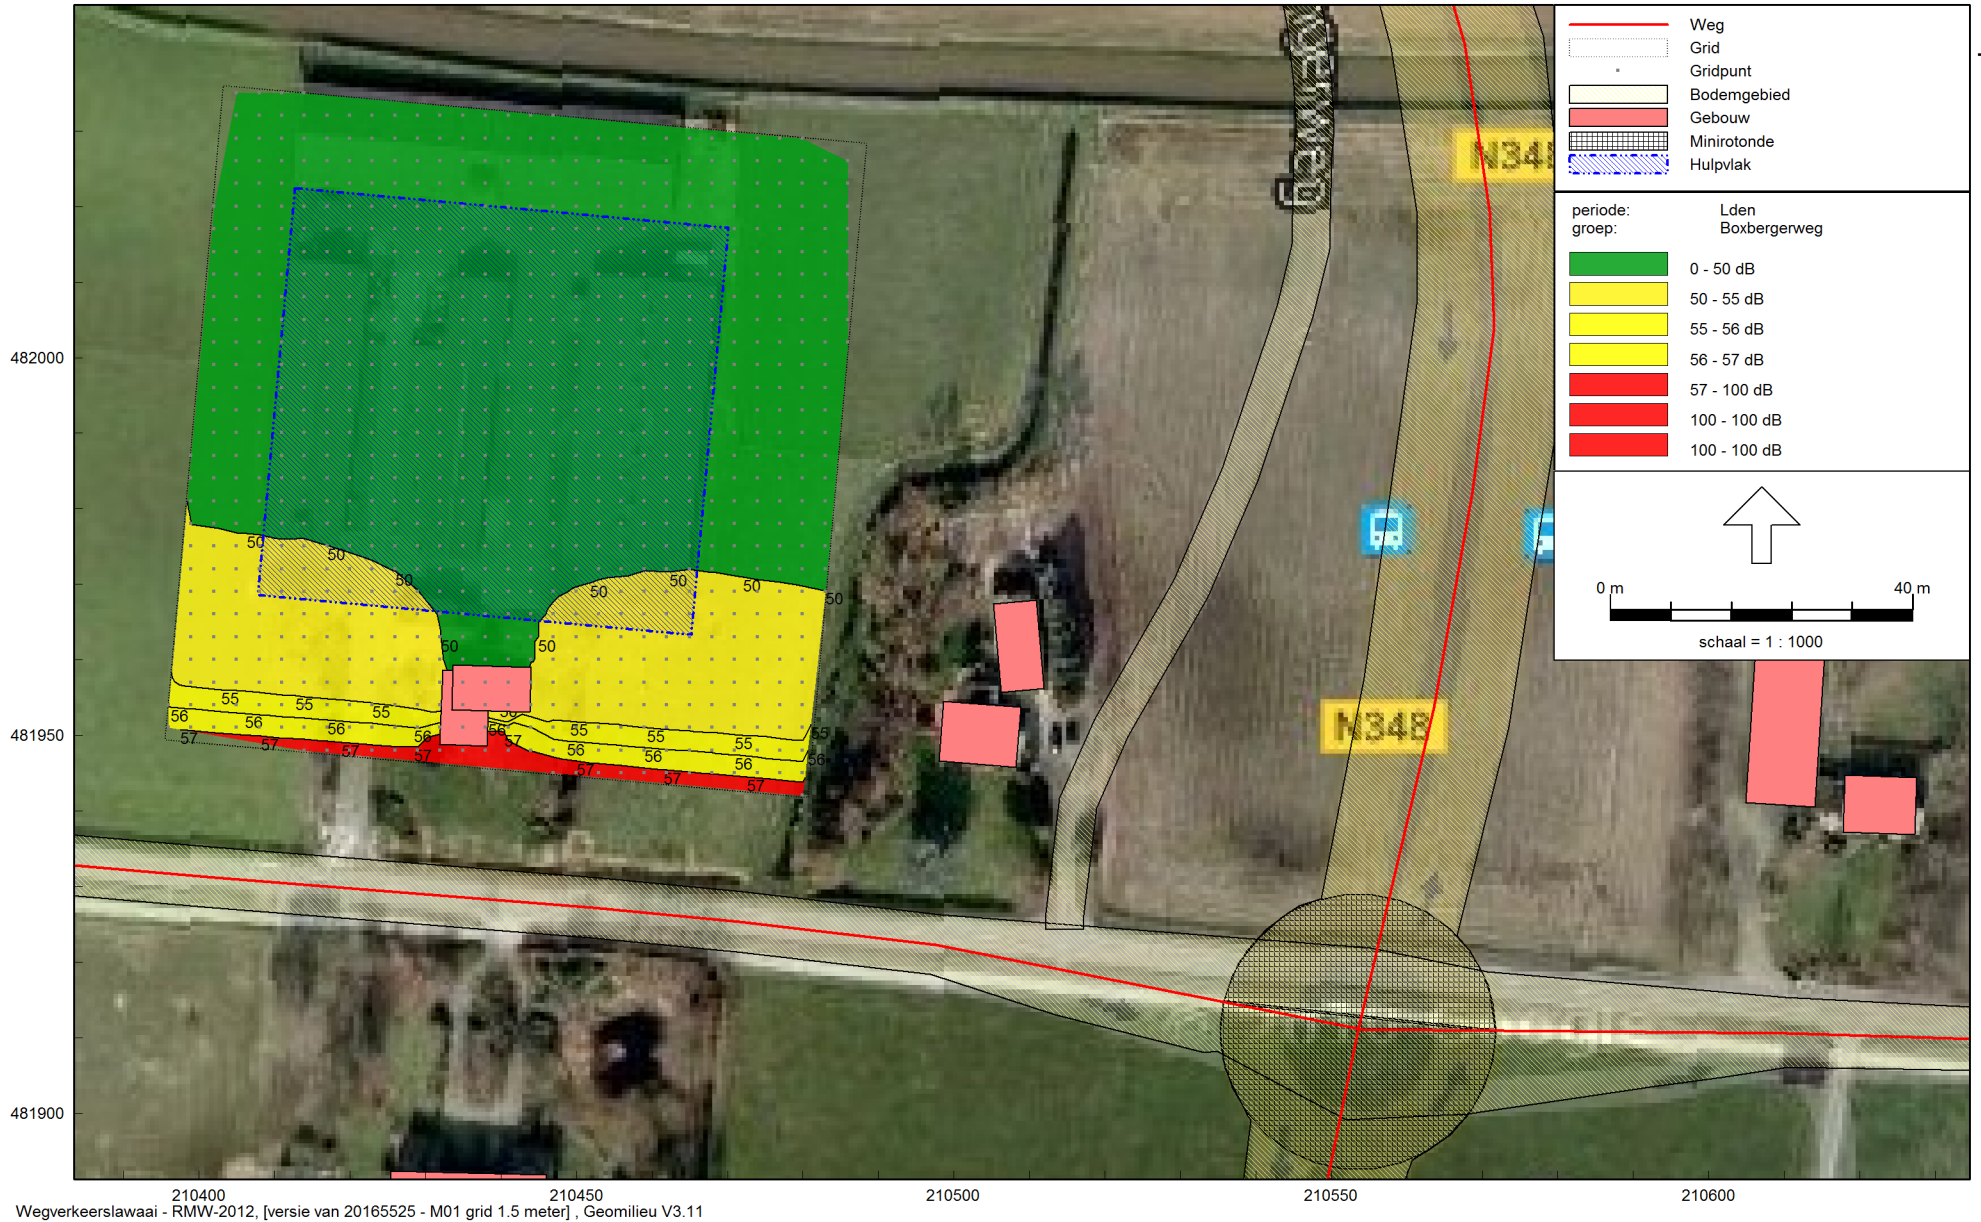 Weg
Grid
Gridpunt
Bodemgebied
Gebouw
Minirotonde
Hulpvlak
periode: Lden
groep: Boxbergerweg
0 - 50 dB
50 - 55 dB
55 - 56 dB
56 - 57 dB
57 - 100 dB
100 - 100 dB
100 - 100 dB
0 m 40 m
schaal = 1 : 1000
N348
482000
50
50
50
50
50
50
50
50
50
N348
55
55
55
55
55
55
55
56
56
56
56
56
56
56
56
57
57
57
57
57
57
57
57
481950
481900
210400 210450 210500 210550 210600
Wegverkeerslawaai - RMW-2012, [versie van 20165525 - M01 grid 1.5 meter] , Geomilieu V3.11